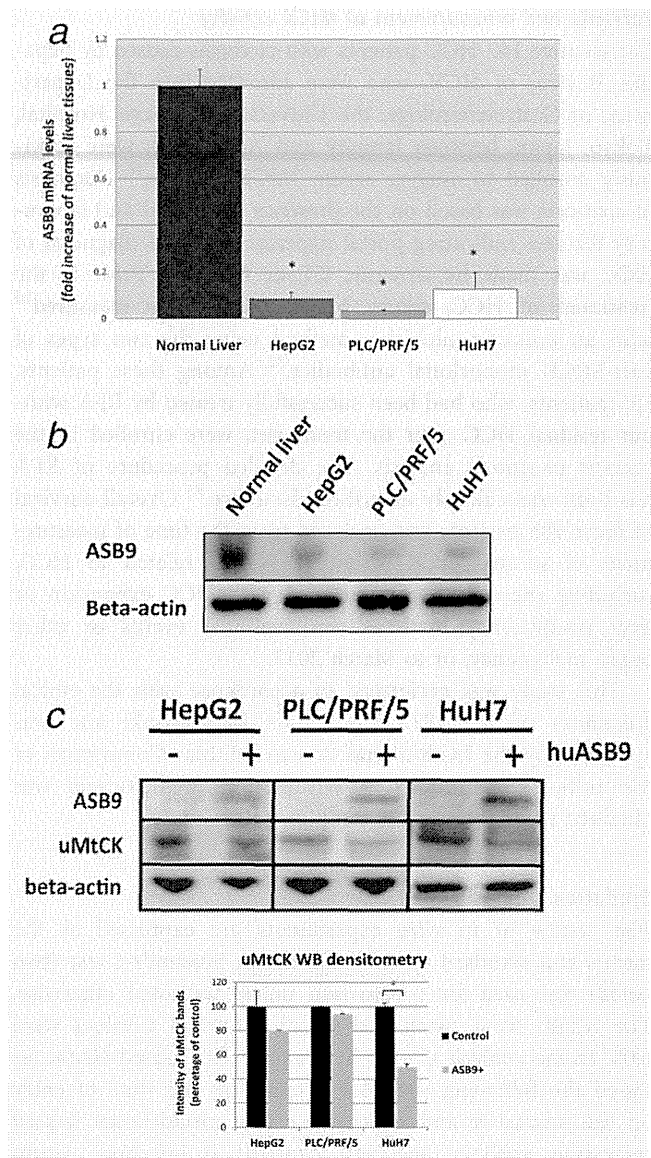 a
1.2
1
0.8
0.6
0.4
0.2
0
ASB9 mRNA levels
(fold increase of normal liver tissues)
*
*
*
Normal Liver HepG2 PLC/PRF/5 HuH7
b
Normal liver
HepG2
PLC/PRF/5
HuH7
ASB9
Beta-actin
c
HepG2 PLC/PRF/5 HuH7
- + - + - + huASB9
ASB9
uMtCK
beta-actin
uMtCK WB densitometry
Intensity of uMtCk bands
(percetage of control)
120
100
80
60
40
20
0
*
Control
ASB9+
HepG2 PLC/PRF/5 HuH7